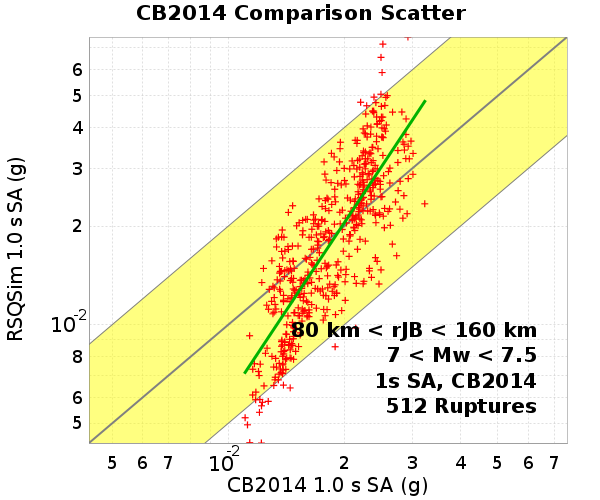 CB2014 Comparison Scatter
RSQSim 1.0 s SA (g)
6
5
4
3
2
10⁻²
8
6
5
80 km < rJB < 160 km
7 < Mw < 7.5
1s SA, CB2014
512 Ruptures
5 6 7 10⁻² 2 3 4 5 6 7
CB2014 1.0 s SA (g)